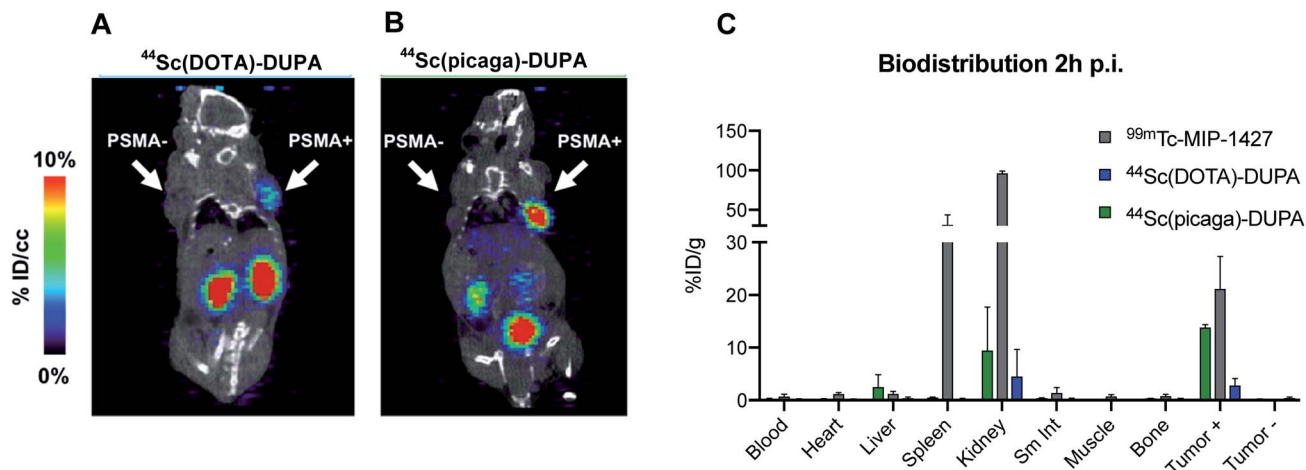 A
⁴⁴Sc(DOTA)-DUPA
PSMA-
PSMA+
10%
% ID/cc
0%
B
⁴⁴Sc(picaga)-DUPA
PSMA-
PSMA+
C
Biodistribution 2h p.i.
⁹⁹ᵐTc-MIP-1427
⁴⁴Sc(DOTA)-DUPA
⁴⁴Sc(picaga)-DUPA
%ID/g
150
100
50
30
20
10
0
Blood
Heart
Liver
Spleen
Kidney
Sm Int
Muscle
Bone
Tumor +
Tumor -